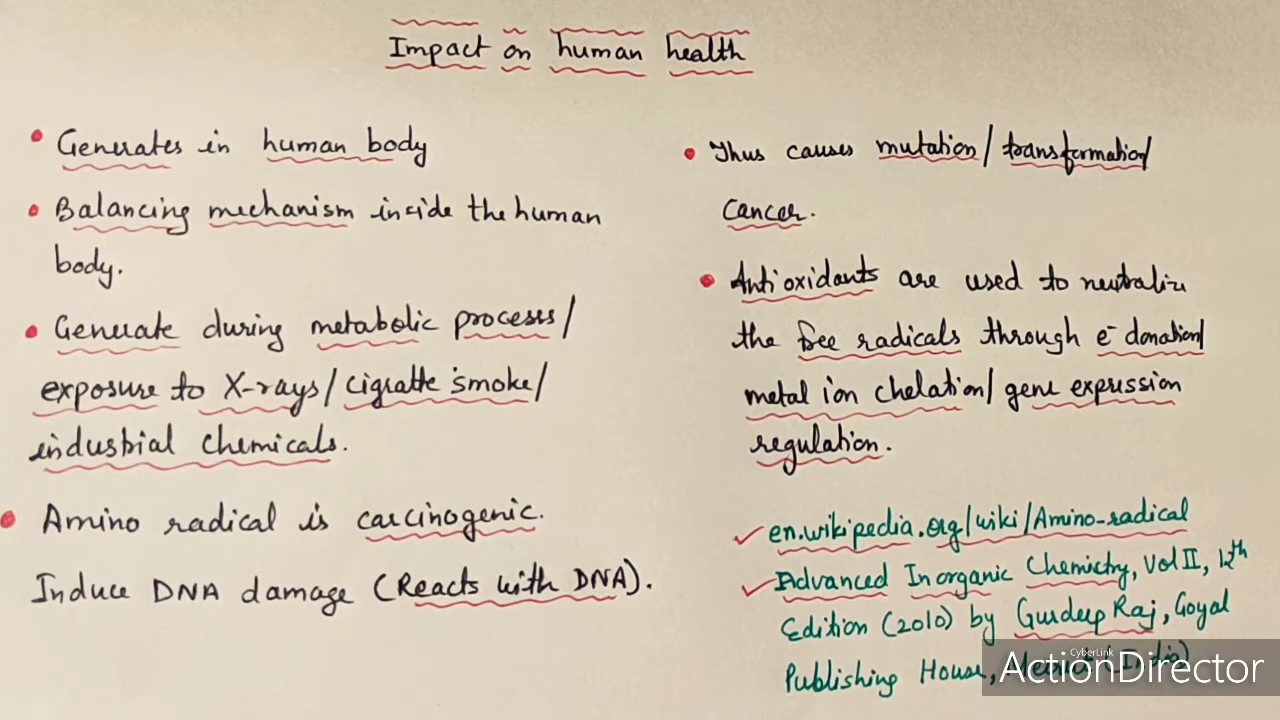 Impact on human health
• Generates in human body
• Balancing mechanism inside the human
body.
• Generate during metabolic process/
exposure to X-rays/cigratte smoke/
industrial chemicals.
• Amino radical is carcinogenic.
Induce DNA damage (Reacts with DNA).
• Thus causes mutation/transformation/
cancer.
• Antioxidants are used to neutralize
the free radicals through e⁻ donation/
metal ion chelation/gene expression
regulation.
✓ en.wikipedia.org/wiki/Amino-radical
✓ Advanced Inorganic Chemistry, Vol II, 12th
Edition (2010) by Gurdeep Raj, Goyal
Publishing House, (India)
CyberLink
ActionDirector